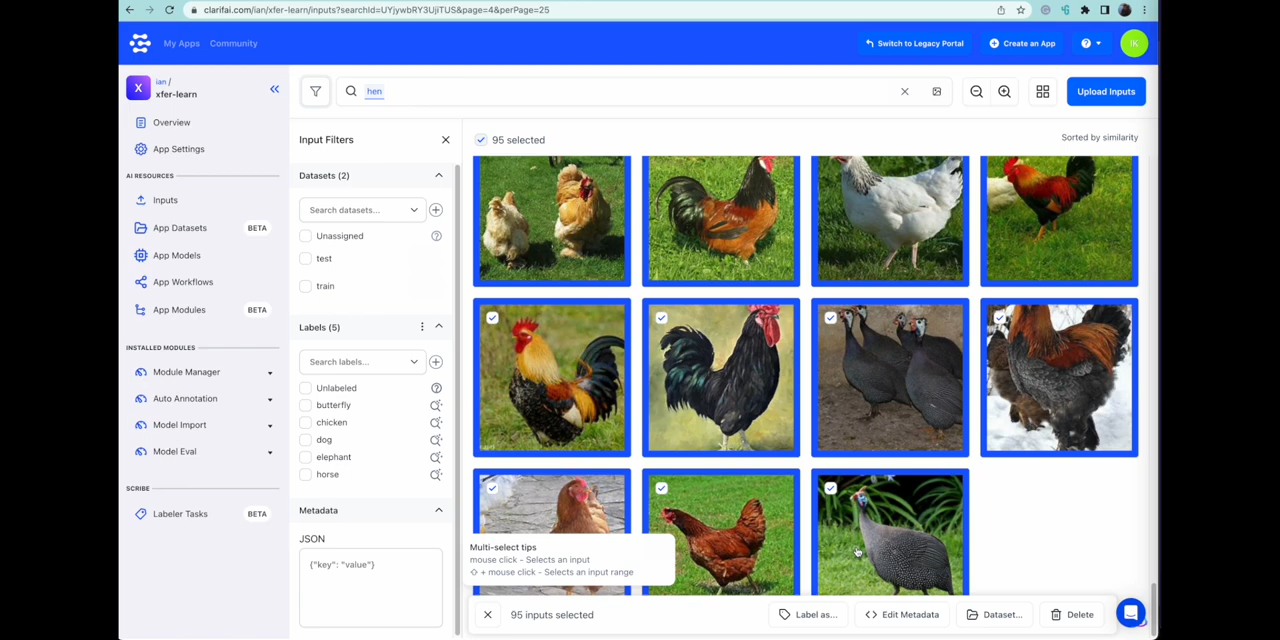 clarifai.com/ian/xfer-learn/inputs?searchId=UYjywbRY3UjiTUS&page=4&perPage=25
My Apps
Community
Switch to Legacy Portal
Create an App
IK
X
ian /
xfer-learn
Overview
App Settings
AI RESOURCES
Inputs
App Datasets
BETA
App Models
App Workflows
App Modules
BETA
INSTALLED MODULES
Module Manager
Auto Annotation
Model Import
Model Eval
SCRIBE
Labeler Tasks
BETA
hen
Upload Inputs
Input Filters
Datasets (2)
Search datasets...
Unassigned
test
train
Labels (5)
Search labels...
Unlabeled
butterfly
chicken
dog
elephant
horse
Metadata
JSON
{"key": "value"}
95 selected
Sorted by similarity
Multi-select tips
mouse click - Selects an input
⇧ + mouse click - Selects an input range
95 inputs selected
Label as...
Edit Metadata
Dataset...
Delete